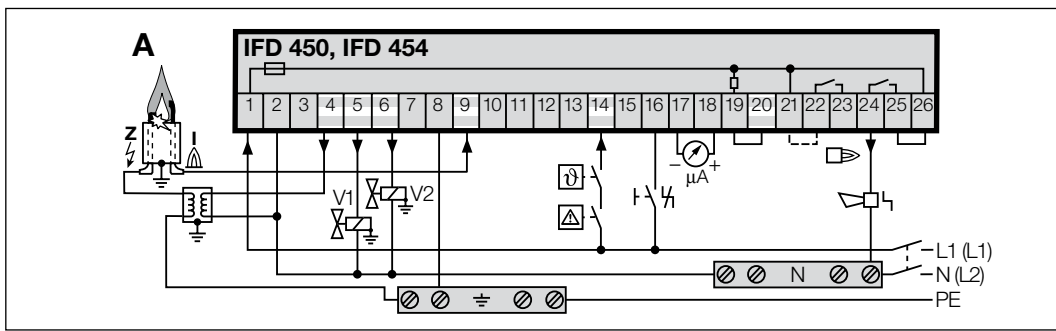 A
IFD 450, IFD 454
1 2 3 4 5 6 7 8 9 10 11 12 13 14 15 16 17 18 19 20 21 22 23 24 25 26
Z
I
− +
µA
ϑ
V1
V2
L1 (L1)
N
N (L2)
PE